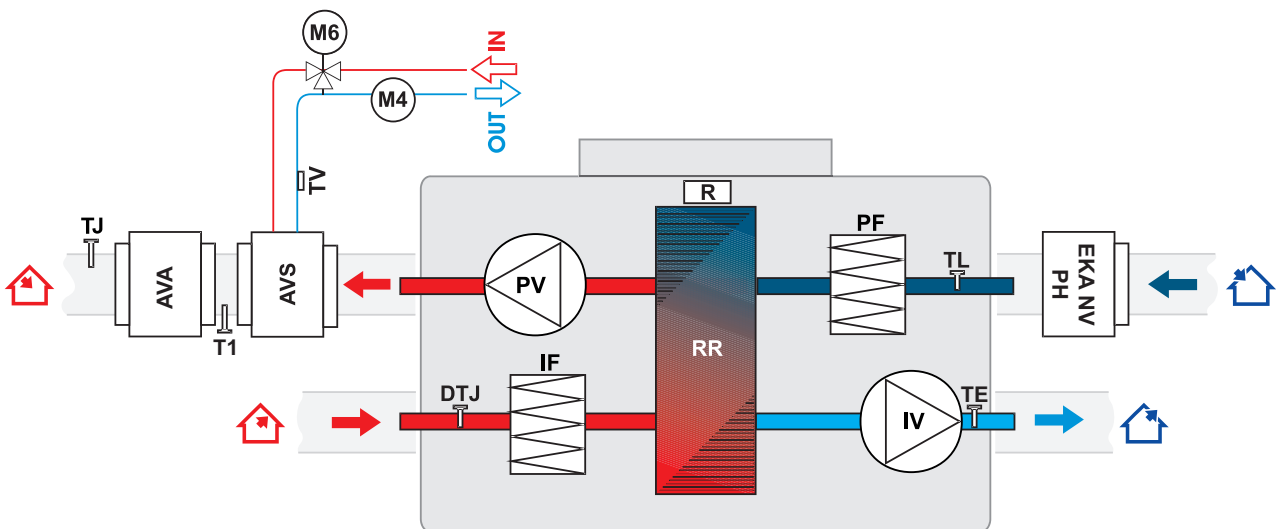 M6
IN
M4
OUT
TV
R
TJ
PF
TL
AVA
AVS
PV
EKA NV
PH
T1
RR
IF
DTJ
TE
IV